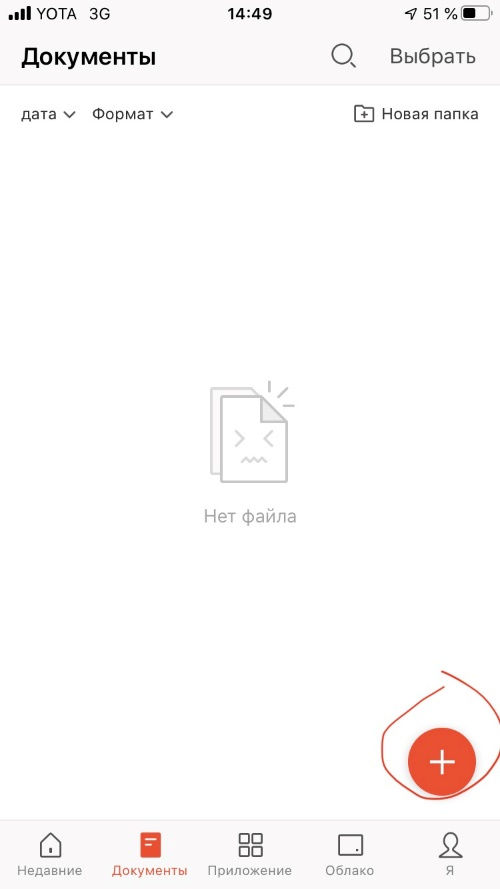 YOTA 3G 14:49 51 %
Документы Выбрать
дата Формат Новая папка
Нет файла
Недавние Документы Приложение Облако Я